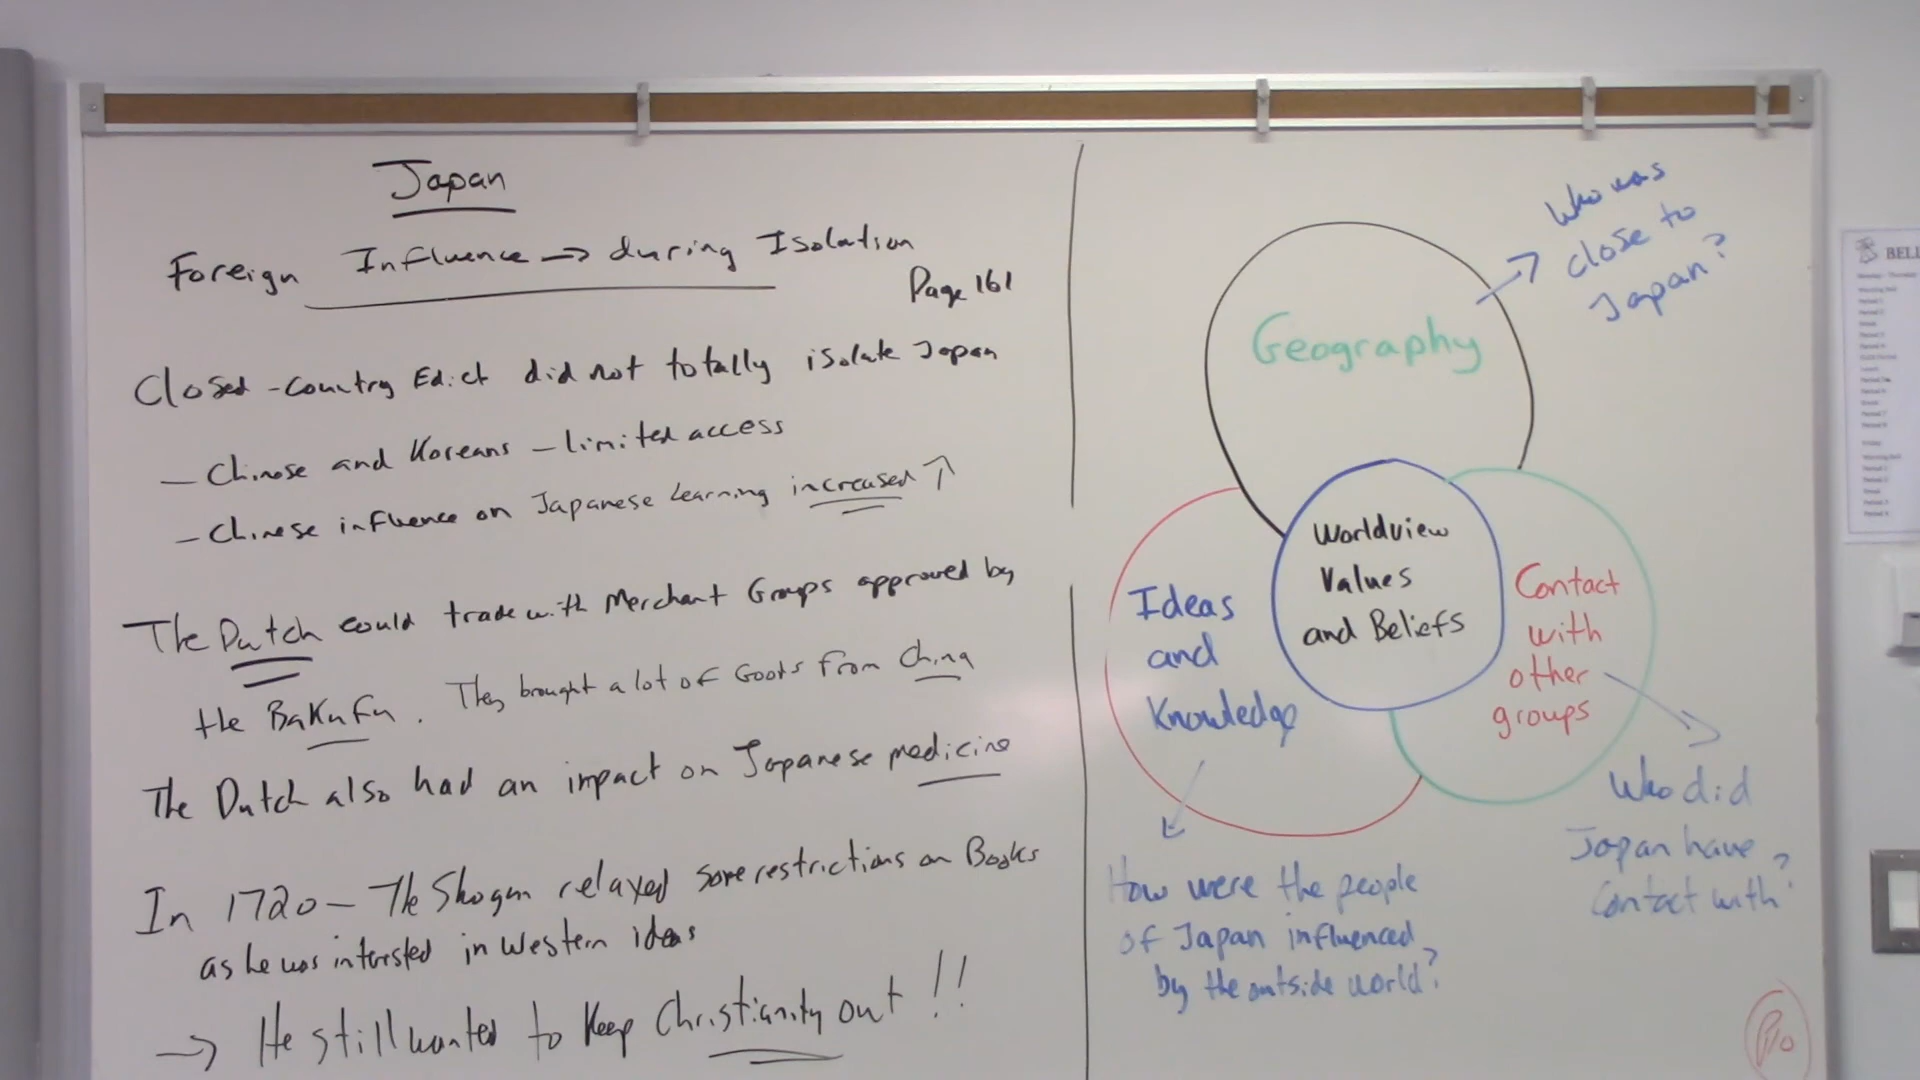 Japan
Foreign Influence → during Isolation
Page 161
Closed-Country Edict did not totally isolate Japan
- Chinese and Koreans - limited access
- Chinese influence on Japanese Learning increased ↑
The Dutch could trade with Merchant Groups approved by
the Bakufu. They brought a lot of Goods from China
The Dutch also had an impact on Japanese medicine
In 1720 - The Shogun relaxed some restrictions on Books
as he was interested in Western ideas
→ He still wanted to keep Christianity out!!
Who was
close to
Japan?
Geography
Worldview
Values
and Beliefs
Ideas
and
Knowledge
Contact
with
other
groups
Who did
Japan have
Contact with?
How were the people
of Japan influenced
by the outside world?
BELL